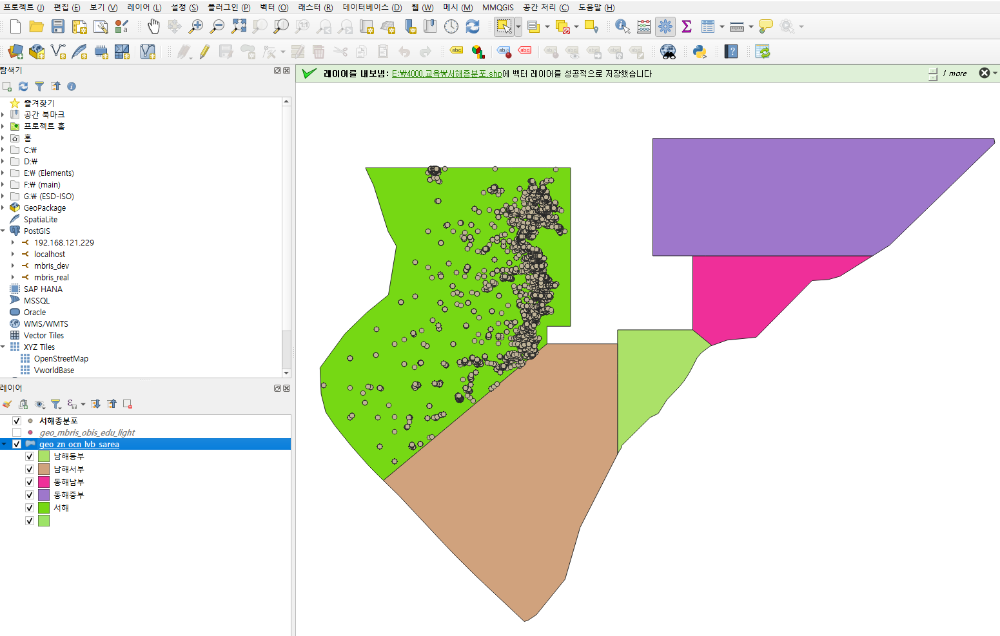 프로젝트 (J) 편집 (E) 보기 (V) 레이어 (L) 설정 (S) 플러그인 (P) 벡터 (O) 래스터 (R) 데이터베이스 (D) 웹 (W) 메시 (M) MMQGIS 공간 처리 (C) 도움말 (H)
탐색기
레이어를 내보냄: E:₩4000,교육₩서해종분포,shp에 벡터 레이어를 성공적으로 저장했습니다
1 more
즐겨찾기
공간 북마크
프로젝트 홈
홈
C:₩
D:₩
E:₩ (Elements)
F:₩ (main)
G:₩ (ESD-ISO)
GeoPackage
SpatiaLite
PostGIS
192.168.121.229
localhost
mbris_dev
mbris_real
SAP HANA
MSSQL
Oracle
WMS/WMTS
Vector Tiles
XYZ Tiles
OpenStreetMap
VworldBase
레이어
서해종분포
geo_mbris_obis_edu_light
geo_zn_ocn_lvb_sarea
남해동부
남해서부
동해남부
동해중부
서해